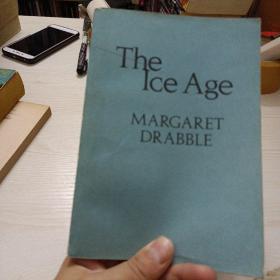 The
Ice Age
MARGARET
DRABBLE